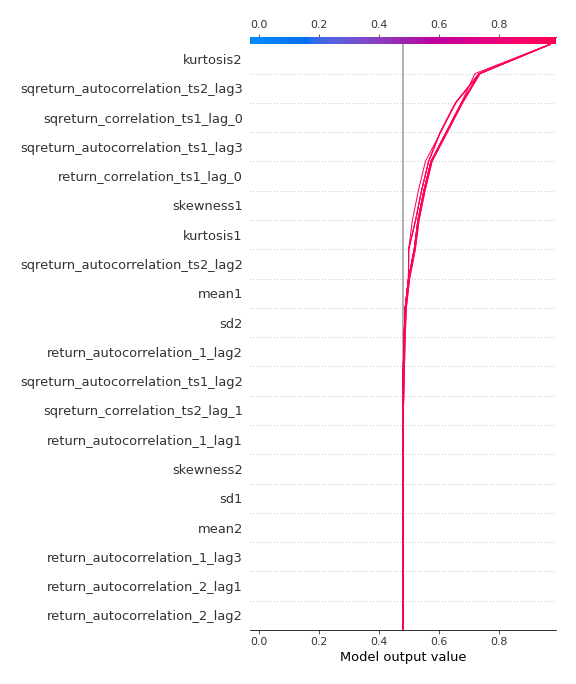 0.0 0.2 0.4 0.6 0.8
kurtosis2
sqreturn_autocorrelation_ts2_lag3
sqreturn_correlation_ts1_lag_0
sqreturn_autocorrelation_ts1_lag3
return_correlation_ts1_lag_0
skewness1
kurtosis1
sqreturn_autocorrelation_ts2_lag2
mean1
sd2
return_autocorrelation_1_lag2
sqreturn_autocorrelation_ts1_lag2
sqreturn_correlation_ts2_lag_1
return_autocorrelation_1_lag1
skewness2
sd1
mean2
return_autocorrelation_1_lag3
return_autocorrelation_2_lag1
return_autocorrelation_2_lag2
0.0 0.2 0.4 0.6 0.8
Model output value